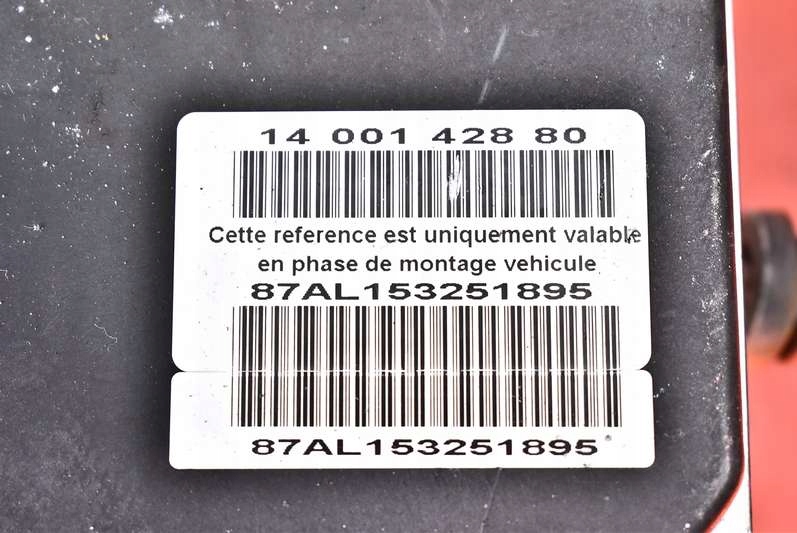 14 001 428 80
Cette reference est uniquement valable
en phase de montage vehicule
87AL153251895
87AL153251895